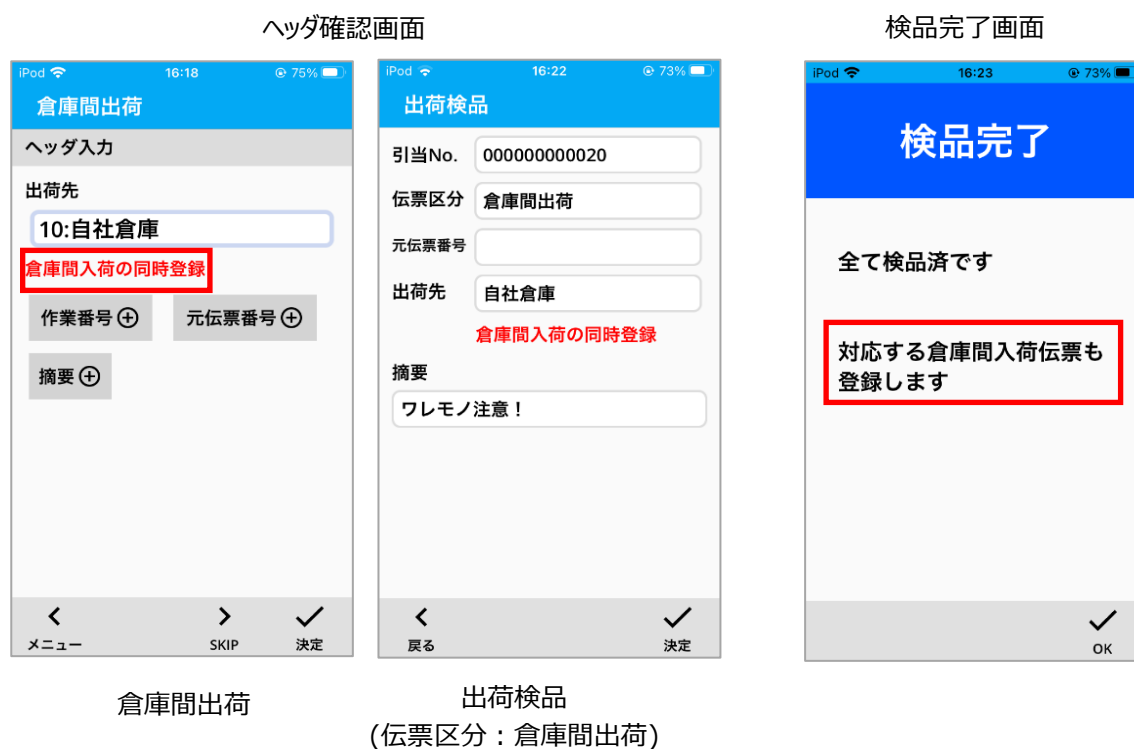 ヘッダ確認画面
検品完了画面
iPod 16:18 75%
倉庫間出荷
ヘッダ入力
出荷先
10:自社倉庫
倉庫間入荷の同時登録
作業番号 元伝票番号
摘要
メニュー SKIP 決定
倉庫間出荷
iPod 16:22 73%
出荷検品
引当No. 000000000020
伝票区分 倉庫間出荷
元伝票番号
出荷先 自社倉庫
倉庫間入荷の同時登録
摘要
ワレモノ注意！
戻る 決定
出荷検品
(伝票区分：倉庫間出荷)
iPod 16:23 73%
検品完了
全て検品済です
対応する倉庫間入荷伝票も
登録します
OK